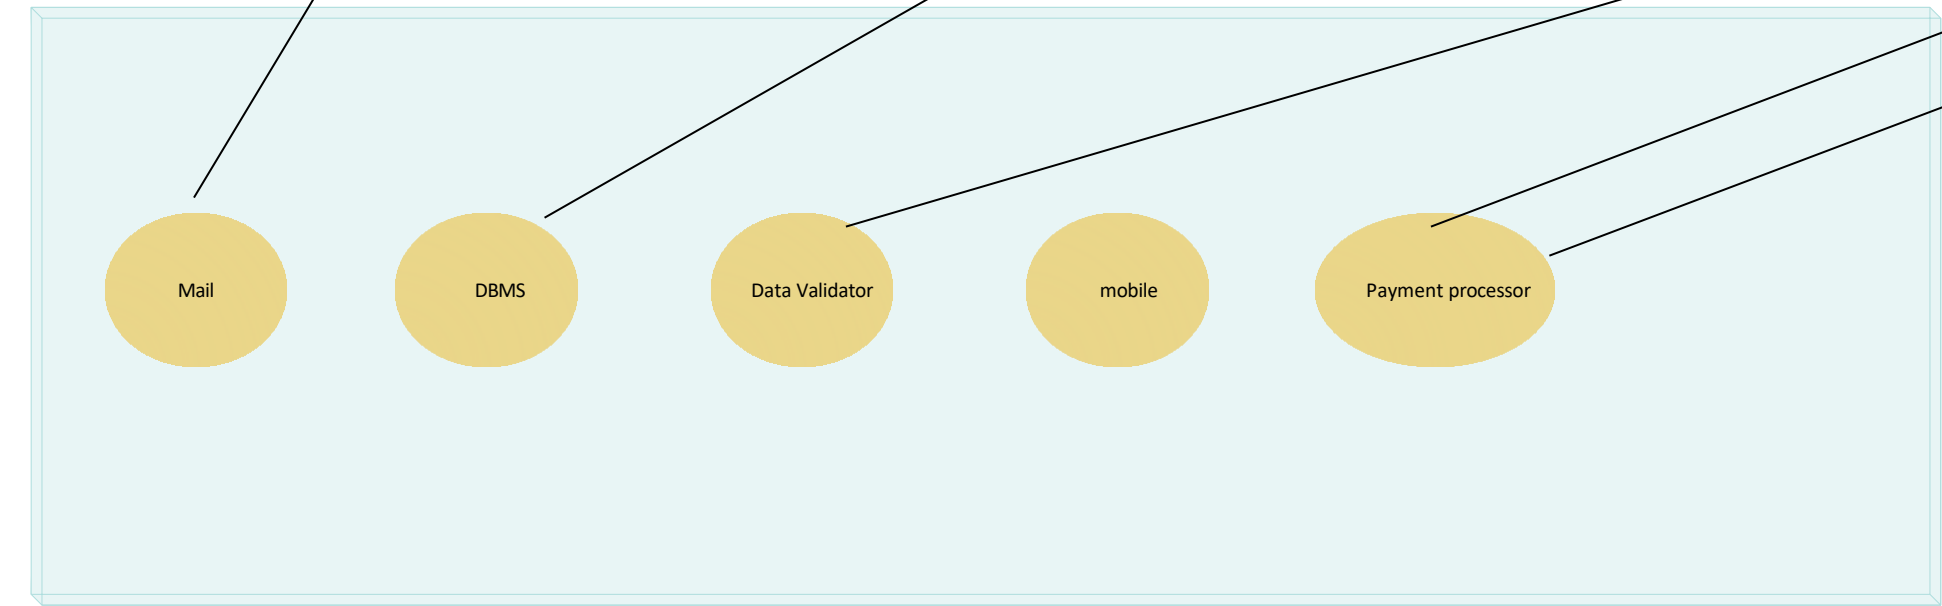 Mail
DBMS
Data Validator
mobile
Payment processor